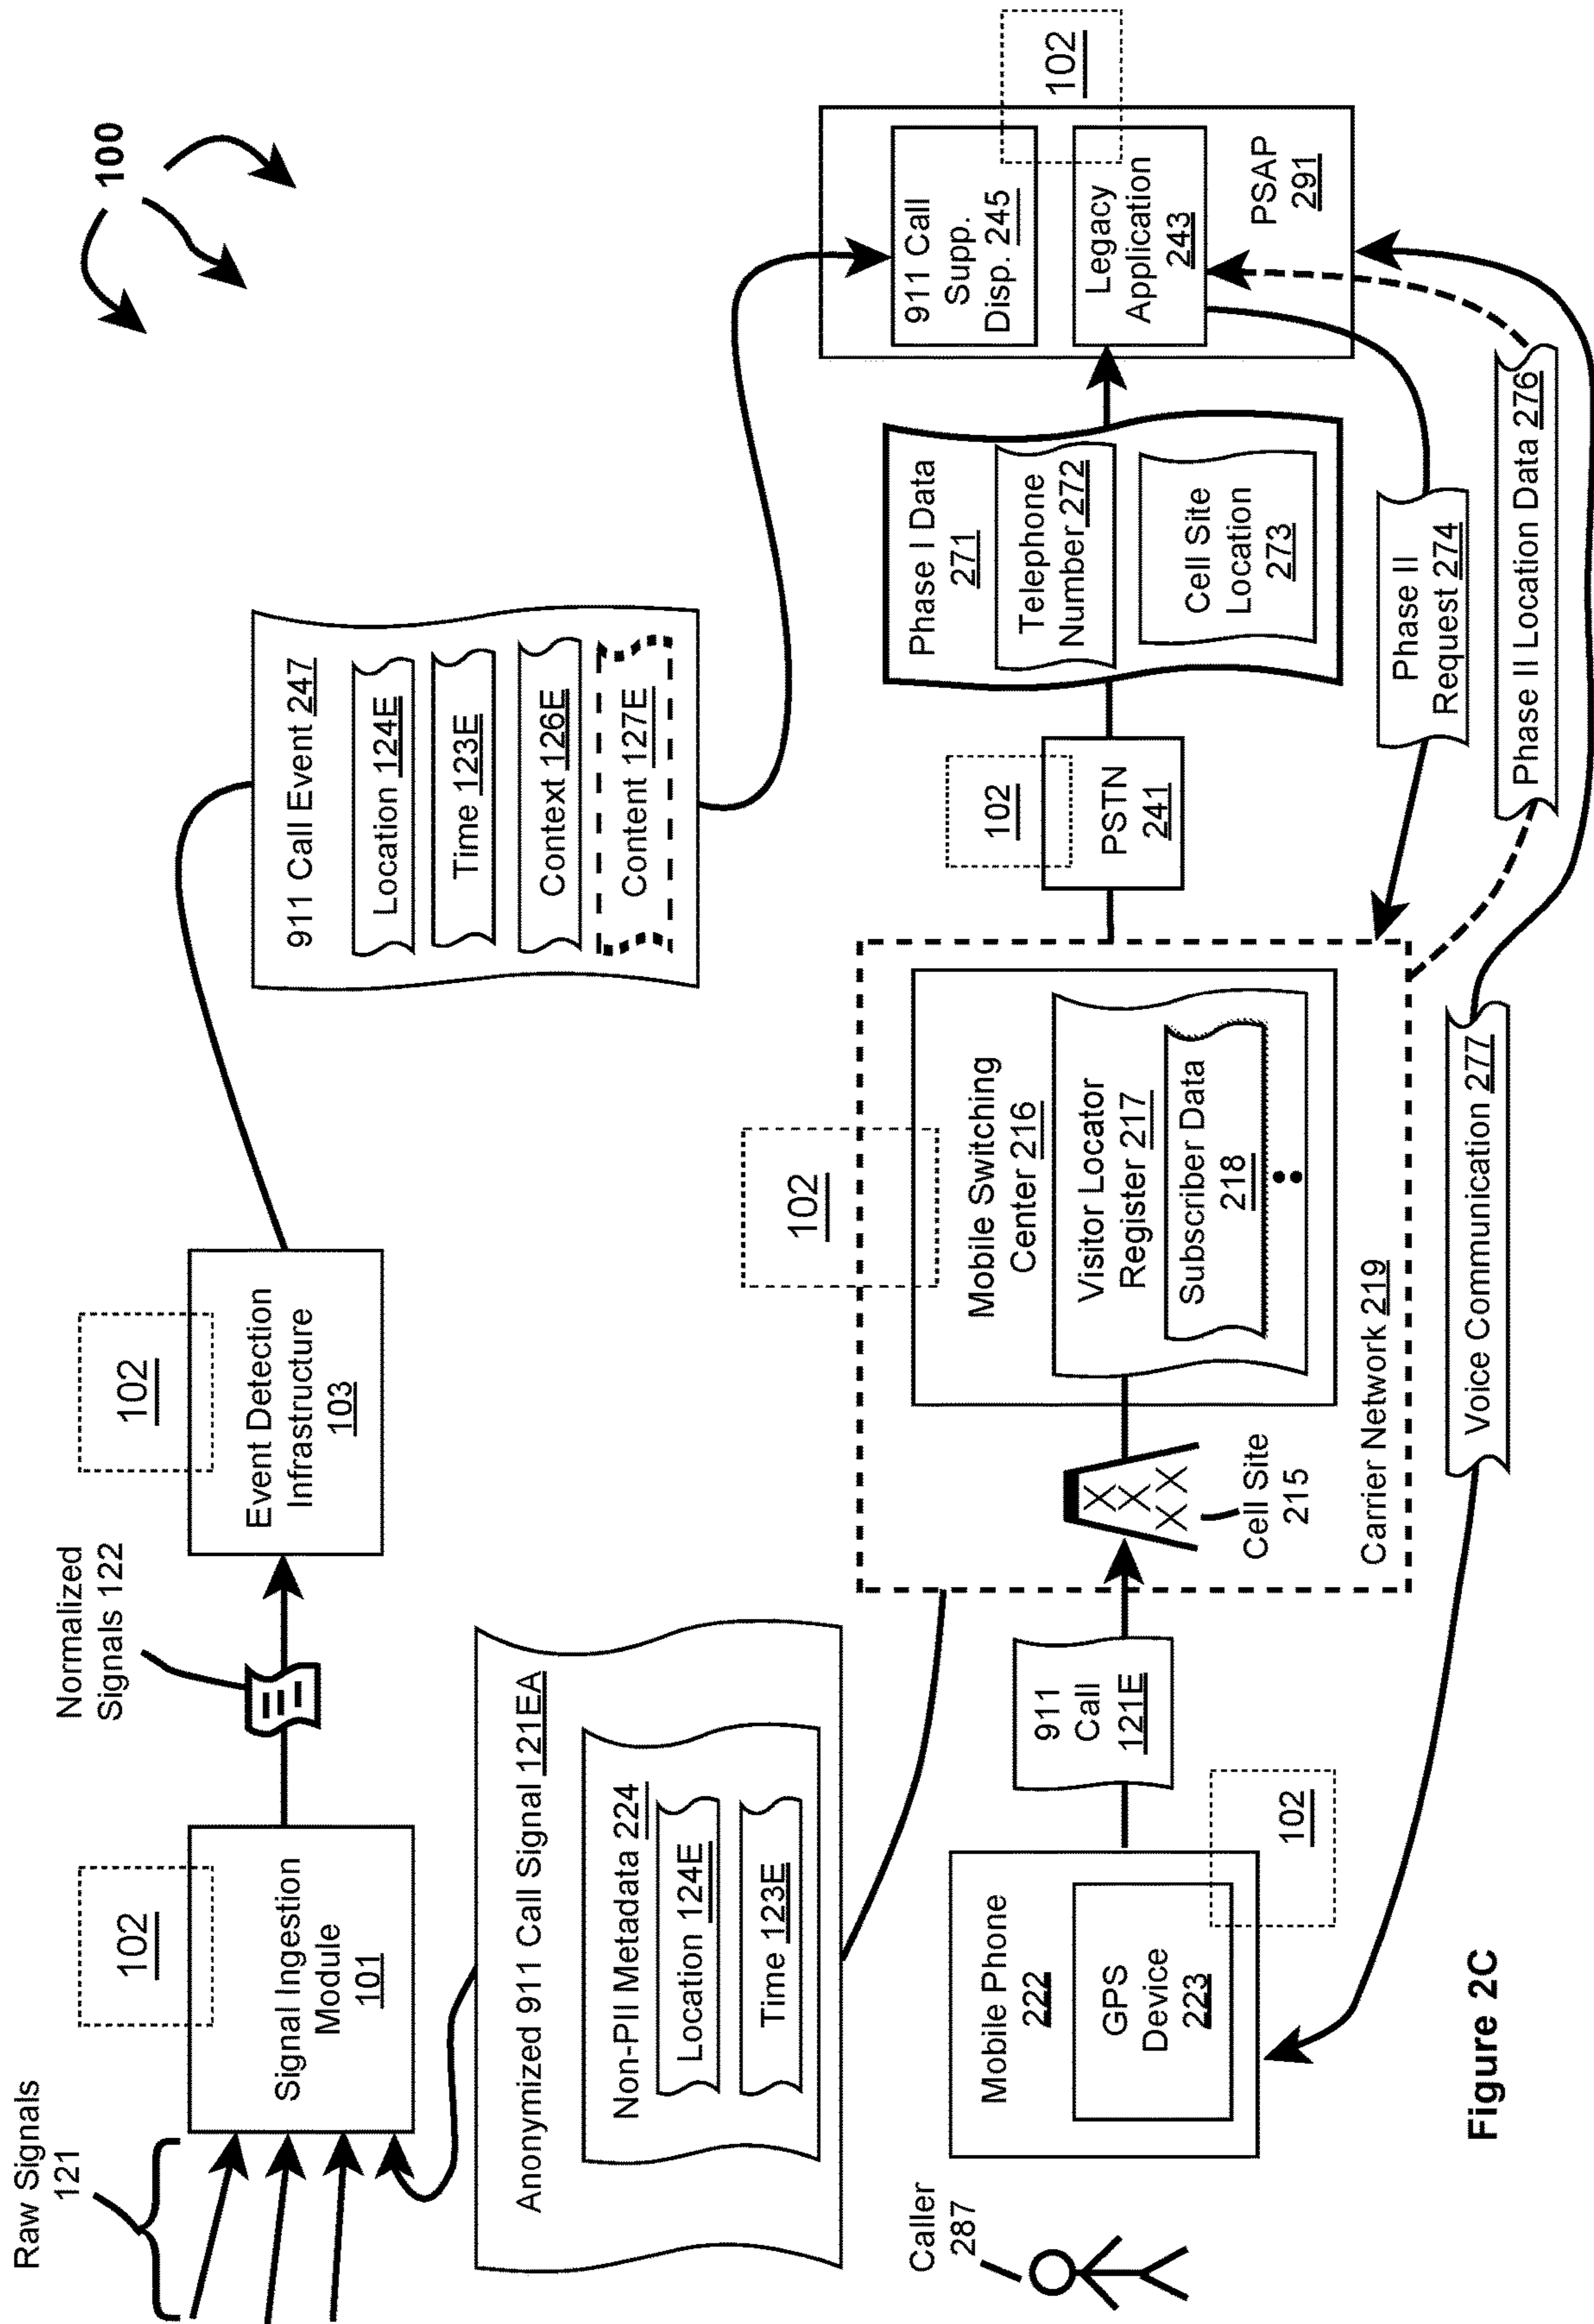 100
Raw Signals
121
102
Signal Ingestion
Module
101
Normalized
Signals 122
102
Event Detection
Infrastructure
103
911 Call Event 247
Location 124E
Time 123E
Context 126E
Content 127E
Anonymized 911 Call Signal 121EA
Non-PII Metadata 224
Location 124E
Time 123E
Caller
287
Mobile Phone
222
GPS
Device
223
102
911
Call
121E
102
Mobile Switching
Center 216
Visitor Locator
Register 217
Subscriber Data
218
Cell Site
215
Carrier Network 219
102
PSTN
241
Phase I Data
271
Telephone
Number 272
Cell Site
Location
273
911 Call
Supp.
Disp. 245
102
Legacy
Application
243
PSAP
291
Phase II
Request 274
Phase II Location Data 276
Voice Communication 277
Figure 2C